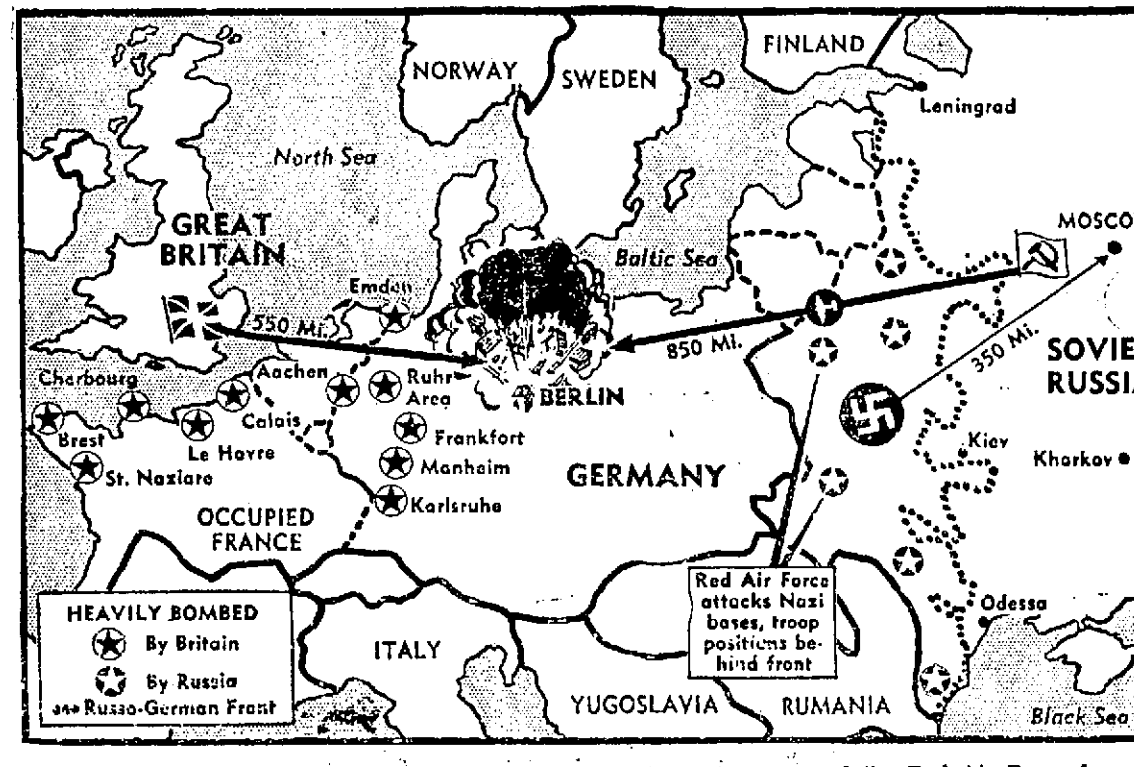 NORWAY
SWEDEN
FINLAND
Leningrad
North Sea
GREAT
BRITAIN
MOSCO
Baltic Sea
Emden
550 Mi.
850 Mi.
350 Mi.
SOVIE
RUSSIA
Cherbourg
Aachen
Ruhr
Area
BERLIN
Calais
Brest
Le Havre
Frankfort
Kiev
St. Naziare
Manheim
GERMANY
Kharkov
Karlsruhe
OCCUPIED
FRANCE
Red Air Force
attacks Nazi
bases, troop
positions be-
hind front
HEAVILY BOMBED
By Britain
By Russia
Russo-German Front
Odessa
ITALY
YUGOSLAVIA
RUMANIA
Black Sea